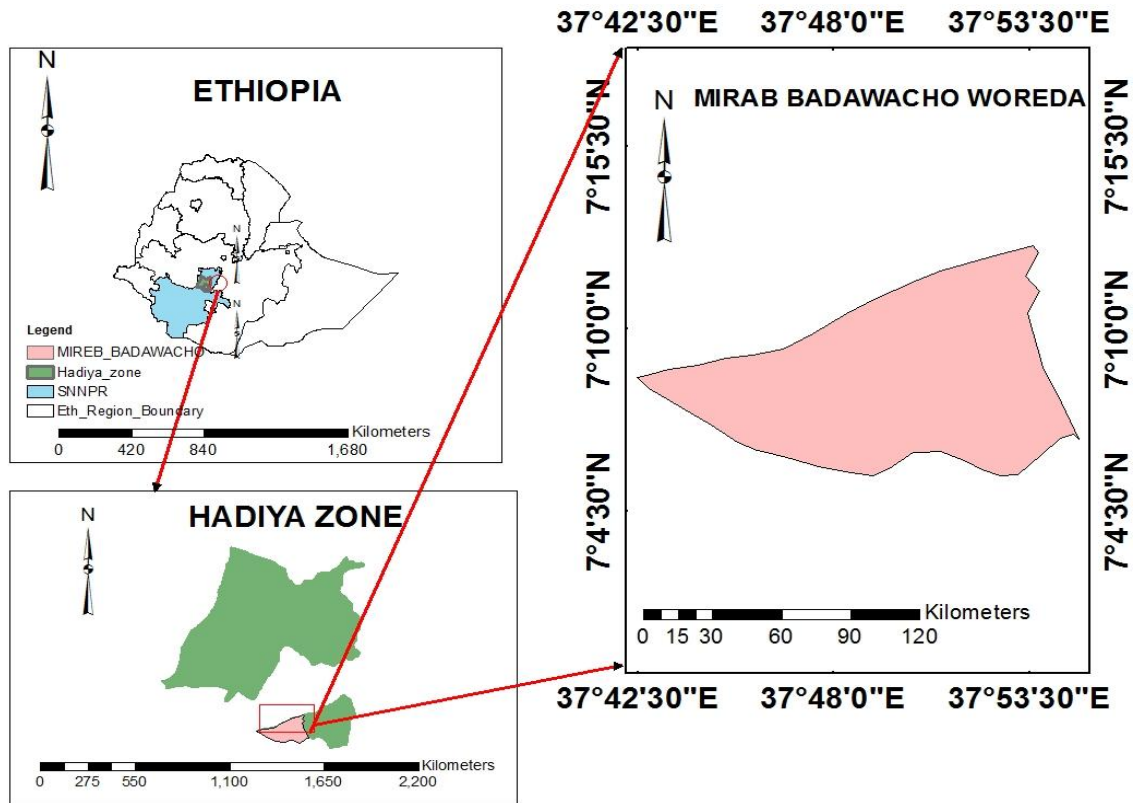 N
ETHIOPIA
N
N
Legend
MIREB_BADAWACHO
Hadiya_zone
SNNPR
Eth_Region_Boundary
Kilometers
0 420 840 1,680
N
HADIYA ZONE
Kilometers
0 275 550 1,100 1,650 2,200
37°42'30"E 37°48'0"E 37°53'30"E
N
MIRAB BADAWACHO WOREDA
7°15'30"N 7°15'30"N
7°10'0"N 7°10'0"N
7°4'30"N 7°4'30"N
Kilometers
0 15 30 60 90 120
37°42'30"E 37°48'0"E 37°53'30"E